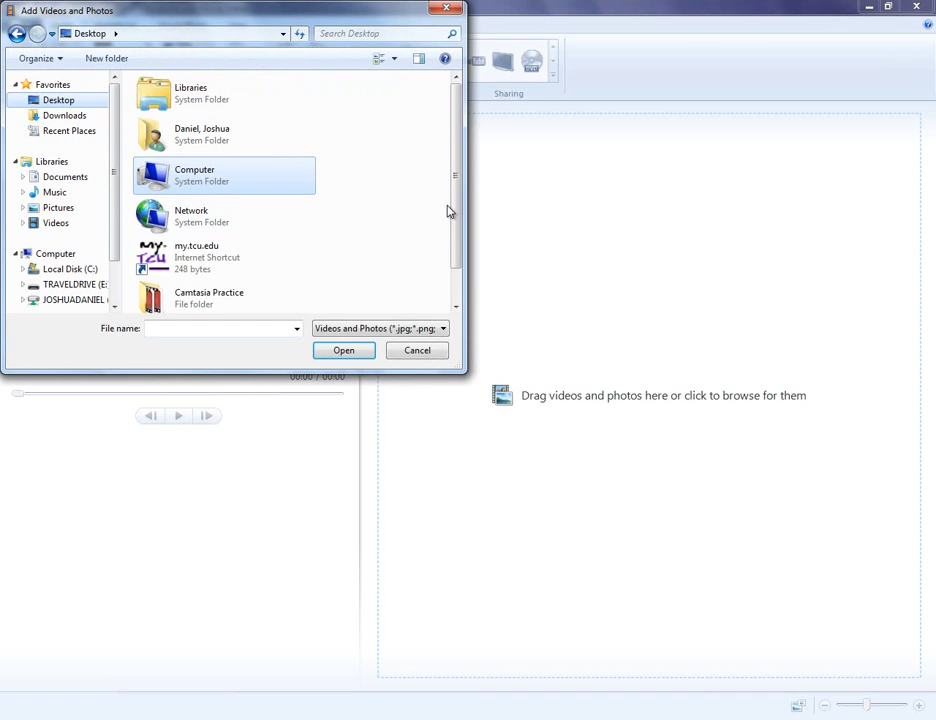 Add Videos and Photos
Desktop
Search Desktop
Organize
New folder
Sharing
Favorites
Desktop
Downloads
Recent Places
Libraries
Documents
Music
Pictures
Videos
Computer
Local Disk (C:)
TRAVELDRIVE (E:
JOSHUADANIEL (
Libraries
System Folder
Daniel, Joshua
System Folder
Computer
System Folder
Network
System Folder
my.tcu.edu
Internet Shortcut
248 bytes
Camtasia Practice
File folder
File name:
Videos and Photos (*.jpg;*.png;
Open
Cancel
00:00 / 00:00
Drag videos and photos here or click to browse for them